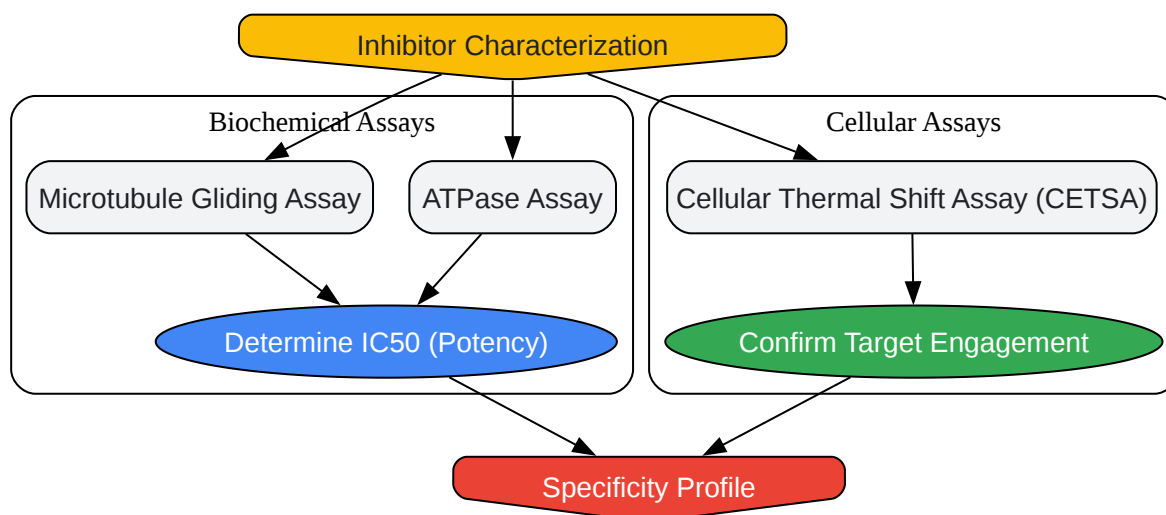 Inhibitor Characterization
Biochemical Assays
Cellular Assays
Microtubule Gliding Assay
ATPase Assay
Cellular Thermal Shift Assay (CETSA)
Determine IC50 (Potency)
Confirm Target Engagement
Specificity Profile